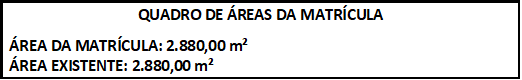 QUADRO DE ÁREAS DA MATRÍCULA
ÁREA DA MATRÍCULA: 2.880,00 m²
ÁREA EXISTENTE: 2.880,00 m²